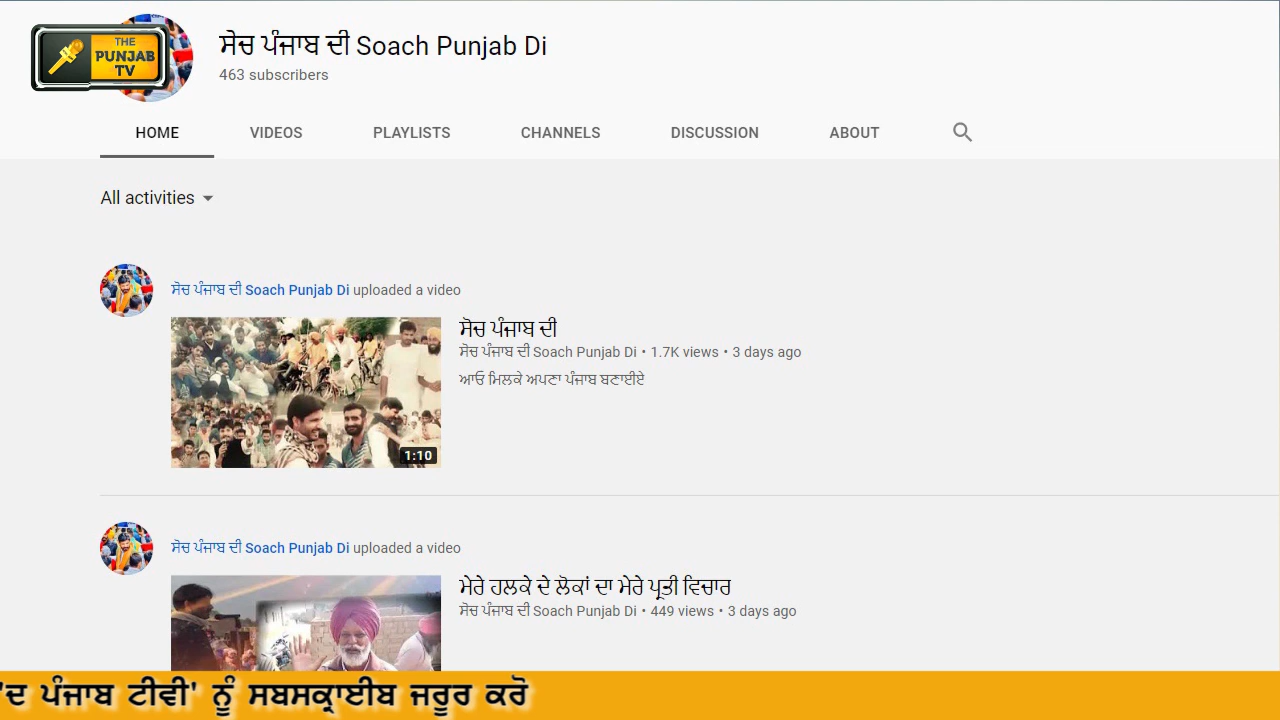 THE
PUNJAB
TV
ਸੋਚ ਪੰਜਾਬ ਦੀ Soach Punjab Di
463 subscribers
HOME VIDEOS PLAYLISTS CHANNELS DISCUSSION ABOUT
All activities
ਸੋਚ ਪੰਜਾਬ ਦੀ Soach Punjab Di uploaded a video
ਸੋਚ ਪੰਜਾਬ ਦੀ
ਸੋਚ ਪੰਜਾਬ ਦੀ Soach Punjab Di • 1.7K views • 3 days ago
ਆਓ ਮਿਲਕੇ ਅਪਣਾ ਪੰਜਾਬ ਬਣਾਈਏ
1:10
ਸੋਚ ਪੰਜਾਬ ਦੀ Soach Punjab Di uploaded a video
ਮੇਰੇ ਹਲਕੇ ਦੇ ਲੋਕਾਂ ਦਾ ਮੇਰੇ ਪ੍ਰਤੀ ਵਿਚਾਰ
ਸੋਚ ਪੰਜਾਬ ਦੀ Soach Punjab Di • 449 views • 3 days ago
'ਦ ਪੰਜਾਬ ਟੀਵੀ' ਨੂੰ ਸਬਸਕ੍ਰਾਈਬ ਜਰੂਰ ਕਰੋ